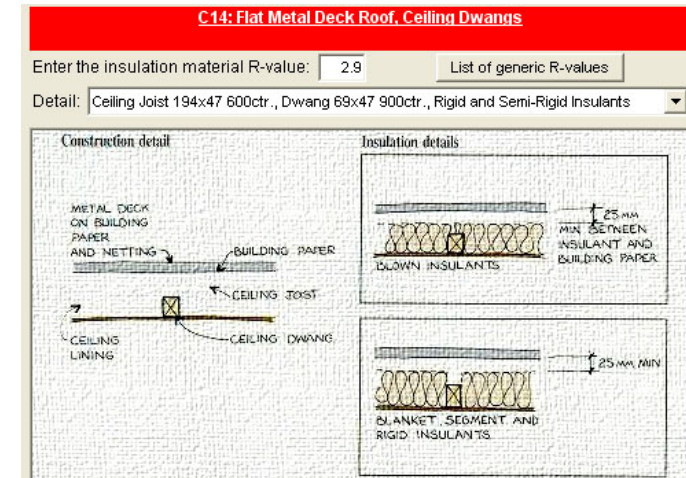 C14: Flat Metal Deck Roof, Ceiling Dwangs
Enter the insulation material R-value: 2.9 List of generic R-values
Detail: Ceiling Joist 194x47 600ctr., Dwang 69x47 900ctr., Rigid and Semi-Rigid Insulants
Construction detail
METAL DECK
ON BUILDING
PAPER
AND NETTING
BUILDING PAPER
CEILING JOIST
CEILING
LINING
CEILING DWANG
Insulation details
25 MM
MIN BETWEEN
INSULANT AND
BUILDING PAPER
BLOWN INSULANTS
25 MM MIN
BLANKET, SEGMENT AND
RIGID INSULANTS